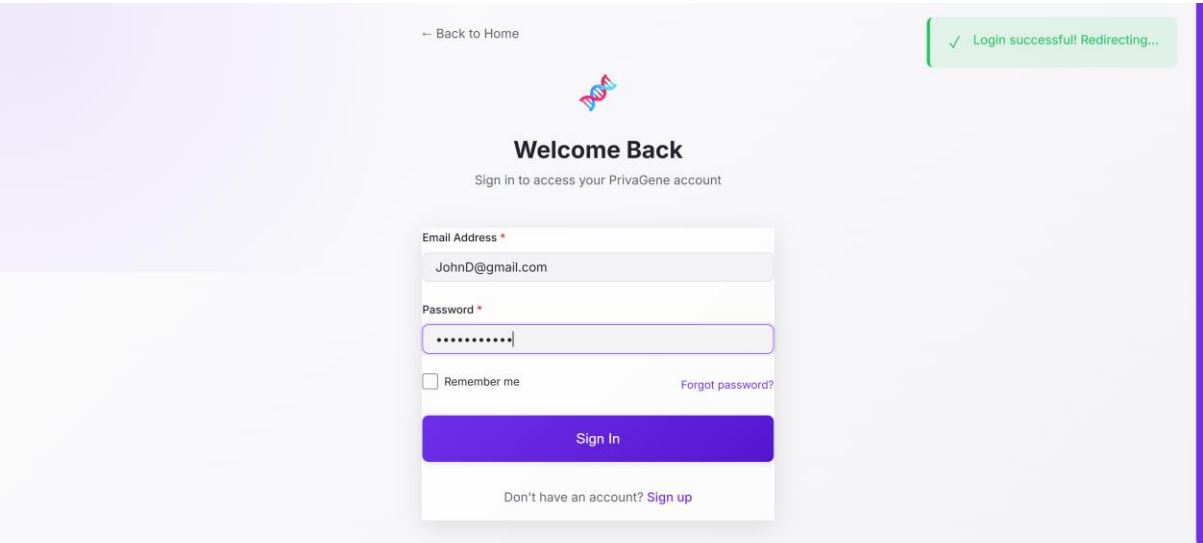 ← Back to Home
✓ Login successful! Redirecting...
Welcome Back
Sign in to access your PrivaGene account
Email Address *
JohnD@gmail.com
Password *
•••••••••••
Remember me
Forgot password?
Sign In
Don't have an account? Sign up